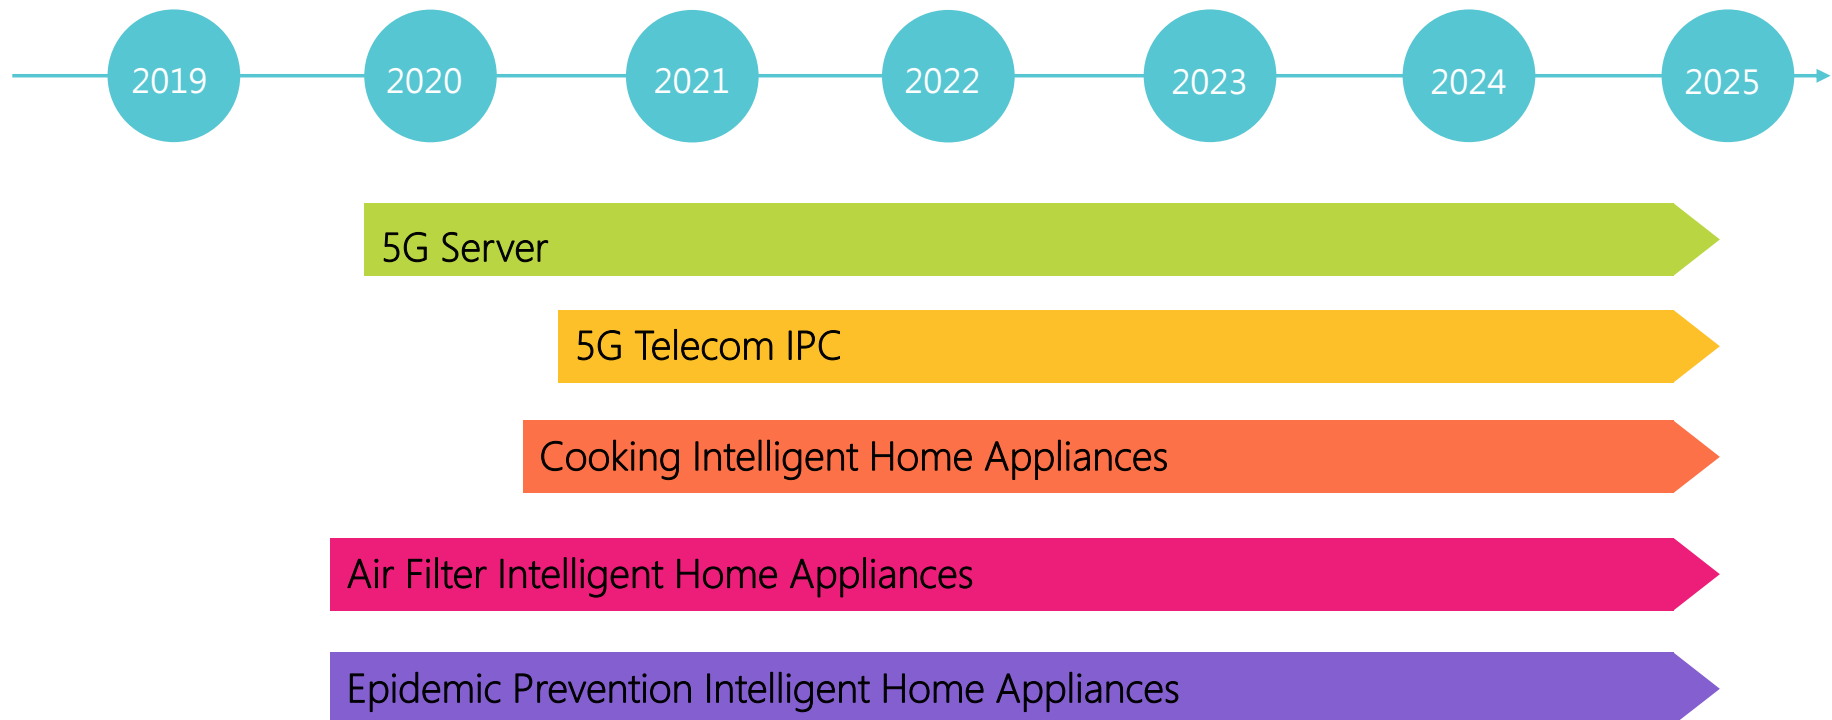 2019 2020 2021 2022 2023 2024 2025
5G Server
5G Telecom IPC
Cooking Intelligent Home Appliances
Air Filter Intelligent Home Appliances
Epidemic Prevention Intelligent Home Appliances